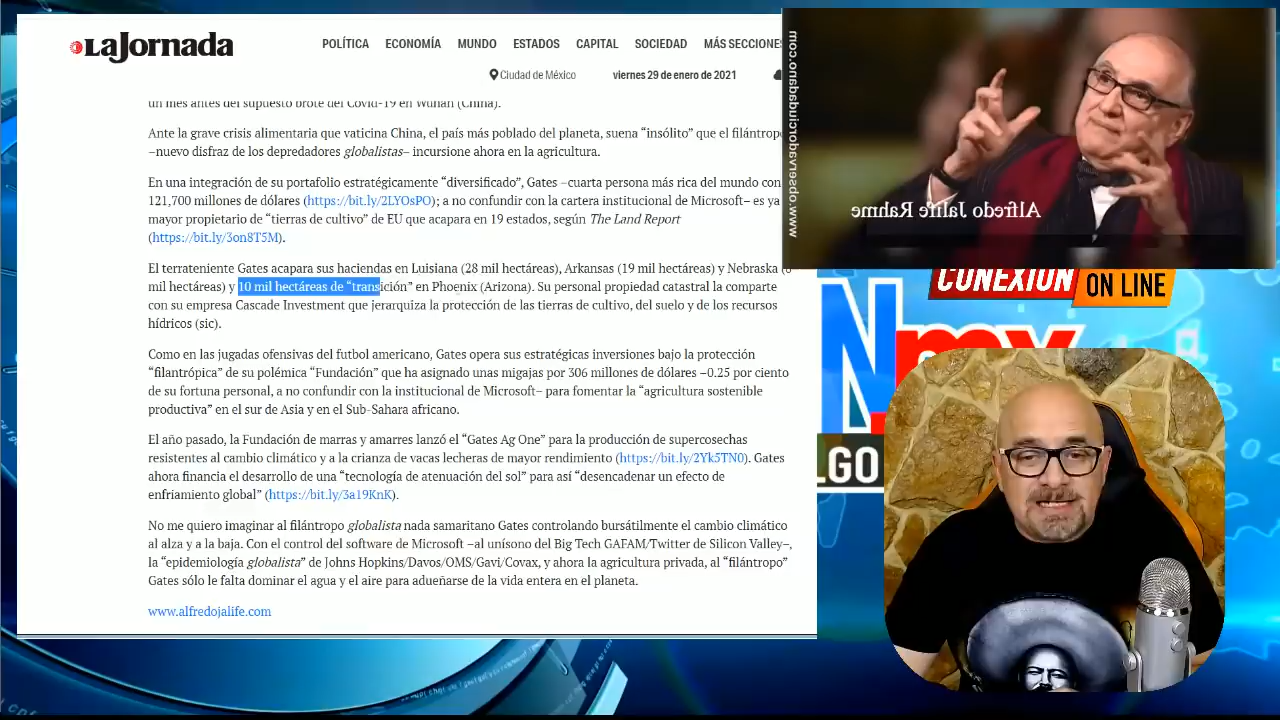 LaJornada
POLÍTICA ECONOMÍA MUNDO ESTADOS CAPITAL SOCIEDAD MÁS SECCIONES
Ciudad de México viernes 29 de enero de 2021
un mes antes del supuesto brote del Covid-19 en Wuhan (China).
Ante la grave crisis alimentaria que vaticina China, el país más poblado del planeta, suena “insólito” que el filántropo
–nuevo disfraz de los depredadores globalistas– incursione ahora en la agricultura.
En una integración de su portafolio estratégicamente “diversificado”, Gates –cuarta persona más rica del mundo con
121,700 millones de dólares (https://bit.ly/2LYOsPO); a no confundir con la cartera institucional de Microsoft– es ya
mayor propietario de “tierras de cultivo” de EU que acapara en 19 estados, según The Land Report
(https://bit.ly/3on8T5M).
El terrateniente Gates acapara sus haciendas en Luisiana (28 mil hectáreas), Arkansas (19 mil hectáreas) y Nebraska
mil hectáreas) y 10 mil hectáreas de “transición” en Phoenix (Arizona). Su personal propiedad catastral la comparte
con su empresa Cascade Investment que jerarquiza la protección de las tierras de cultivo, del suelo y de los recursos
hídricos (sic).
Como en las jugadas ofensivas del futbol americano, Gates opera sus estratégicas inversiones bajo la protección
“filantrópica” de su polémica “Fundación” que ha asignado unas migajas por 306 millones de dólares –0.25 por ciento
de su fortuna personal, a no confundir con la institucional de Microsoft– para fomentar la “agricultura sostenible
productiva” en el sur de Asia y en el Sub-Sahara africano.
El año pasado, la Fundación de marras y amarres lanzó el “Gates Ag One” para la producción de supercosechas
resistentes al cambio climático y a la crianza de vacas lecheras de mayor rendimiento (https://bit.ly/2Yk5TN0). Gates
ahora financia el desarrollo de una “tecnología de atenuación del sol” para así “desencadenar un efecto de
enfriamiento global” (https://bit.ly/3a19KnK).
No me quiero imaginar al filántropo globalista nada samaritano Gates controlando bursátilmente el cambio climático
al alza y a la baja. Con el control del software de Microsoft –al unísono del Big Tech GAFAM/Twitter de Silicon Valley–,
la “epidemiología globalista” de Johns Hopkins/Davos/OMS/Gavi/Covax, y ahora la agricultura privada, al “filántropo”
Gates sólo le falta dominar el agua y el aire para adueñarse de la vida entera en el planeta.
www.alfredojalife.com
www.observadorciudadano.com
Alfredo Jalife Rahme
CONEXIÓN
ON LINE
Nmx
LGO